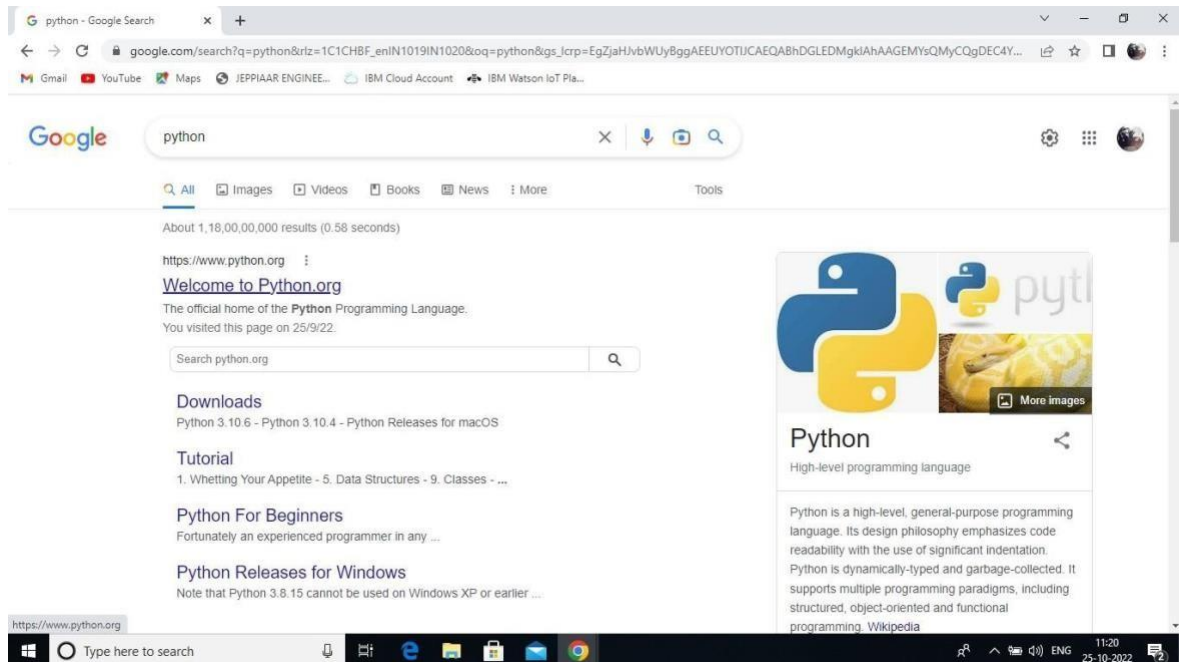 python - Google Search
google.com/search?q=python&rlz=1C1CHBF_enIN1019IN1020&oq=python&gs_lcrp=EgZjaHJvbWUyBggAEEUYOTIJCAEQABhDGLEDMgkIAhAAGEMYsQMyCQgDEC4Y...
Gmail YouTube Maps JEPPIAAR ENGINEE... IBM Cloud Account IBM Watson IoT Pla...
Google
python
All Images Videos Books News More Tools
About 1,18,00,00,000 results (0.58 seconds)
https://www.python.org
Welcome to Python.org
The official home of the Python Programming Language.
You visited this page on 25/9/22.
Search python.org
Downloads
Python 3.10.6 - Python 3.10.4 - Python Releases for macOS
Tutorial
1. Whetting Your Appetite - 5. Data Structures - 9. Classes - ...
Python For Beginners
Fortunately an experienced programmer in any ...
Python Releases for Windows
Note that Python 3.8.15 cannot be used on Windows XP or earlier ...
pytl
More images
Python
High-level programming language
Python is a high-level, general-purpose programming
language. Its design philosophy emphasizes code
readability with the use of significant indentation.
Python is dynamically-typed and garbage-collected. It
supports multiple programming paradigms, including
structured, object-oriented and functional
programming. Wikipedia
https://www.python.org
Type here to search
ENG
11:20
25-10-2022
2